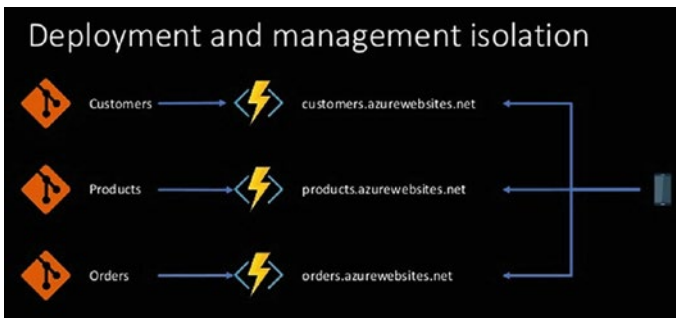 Deployment and management isolation
Customers customers.azurewebsites.net
Products products.azurewebsites.net
Orders orders.azurewebsites.net